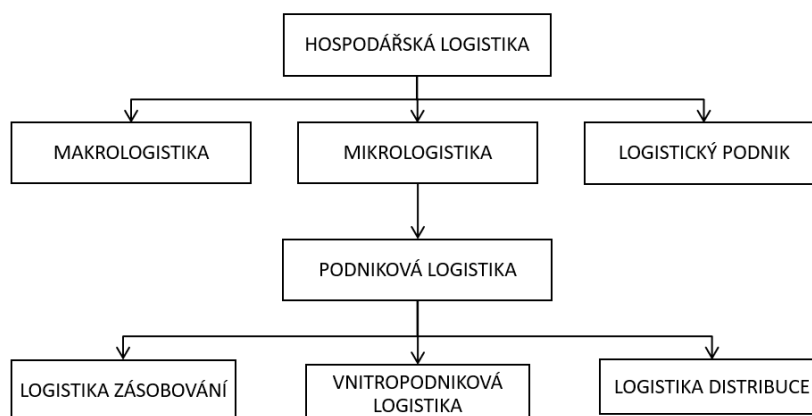 HOSPODÁŘSKÁ LOGISTIKA
MAKROLOGISTIKA
MIKROLOGISTIKA
LOGISTICKÝ PODNIK
PODNIKOVÁ LOGISTIKA
LOGISTIKA ZÁSOBOVÁNÍ
VNITROPODNIKOVÁ
LOGISTIKA
LOGISTIKA DISTRIBUCE